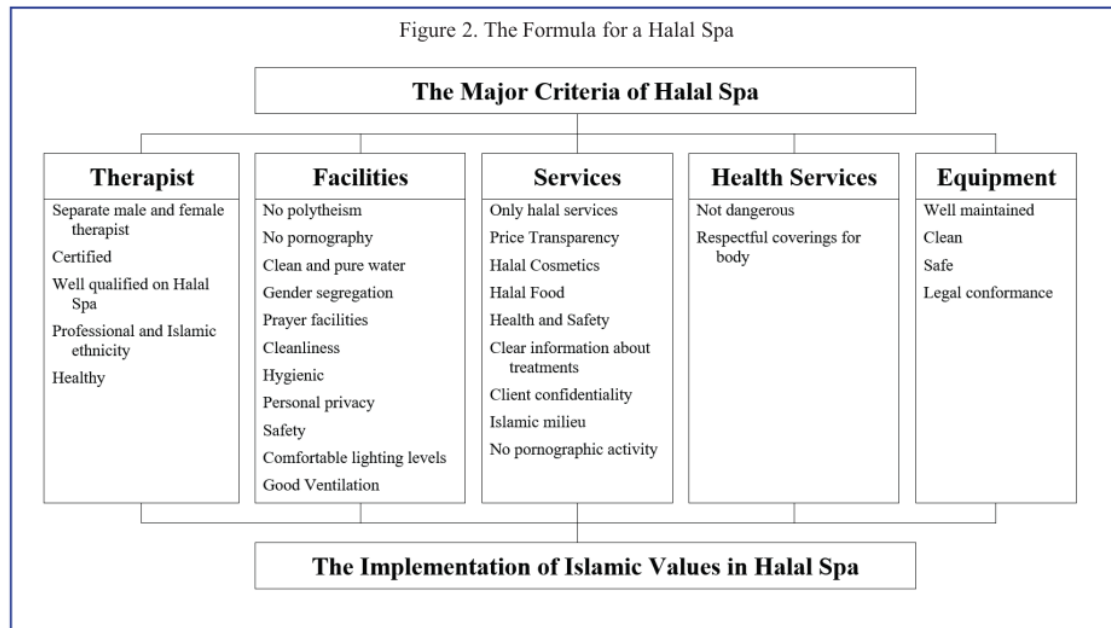 Figure 2. The Formula for a Halal Spa
The Major Criteria of Halal Spa
Therapist
Separate male and female
therapist
Certified
Well qualified on Halal
Spa
Professional and Islamic
ethnicity
Healthy
Facilities
No polytheism
No pornography
Clean and pure water
Gender segregation
Prayer facilities
Cleanliness
Hygienic
Personal privacy
Safety
Comfortable lighting levels
Good Ventilation
Services
Only halal services
Price Transparency
Halal Cosmetics
Halal Food
Health and Safety
Clear information about
treatments
Client confidentiality
Islamic milieu
No pornographic activity
Health Services
Not dangerous
Respectful coverings for
body
Equipment
Well maintained
Clean
Safe
Legal conformance
The Implementation of Islamic Values in Halal Spa